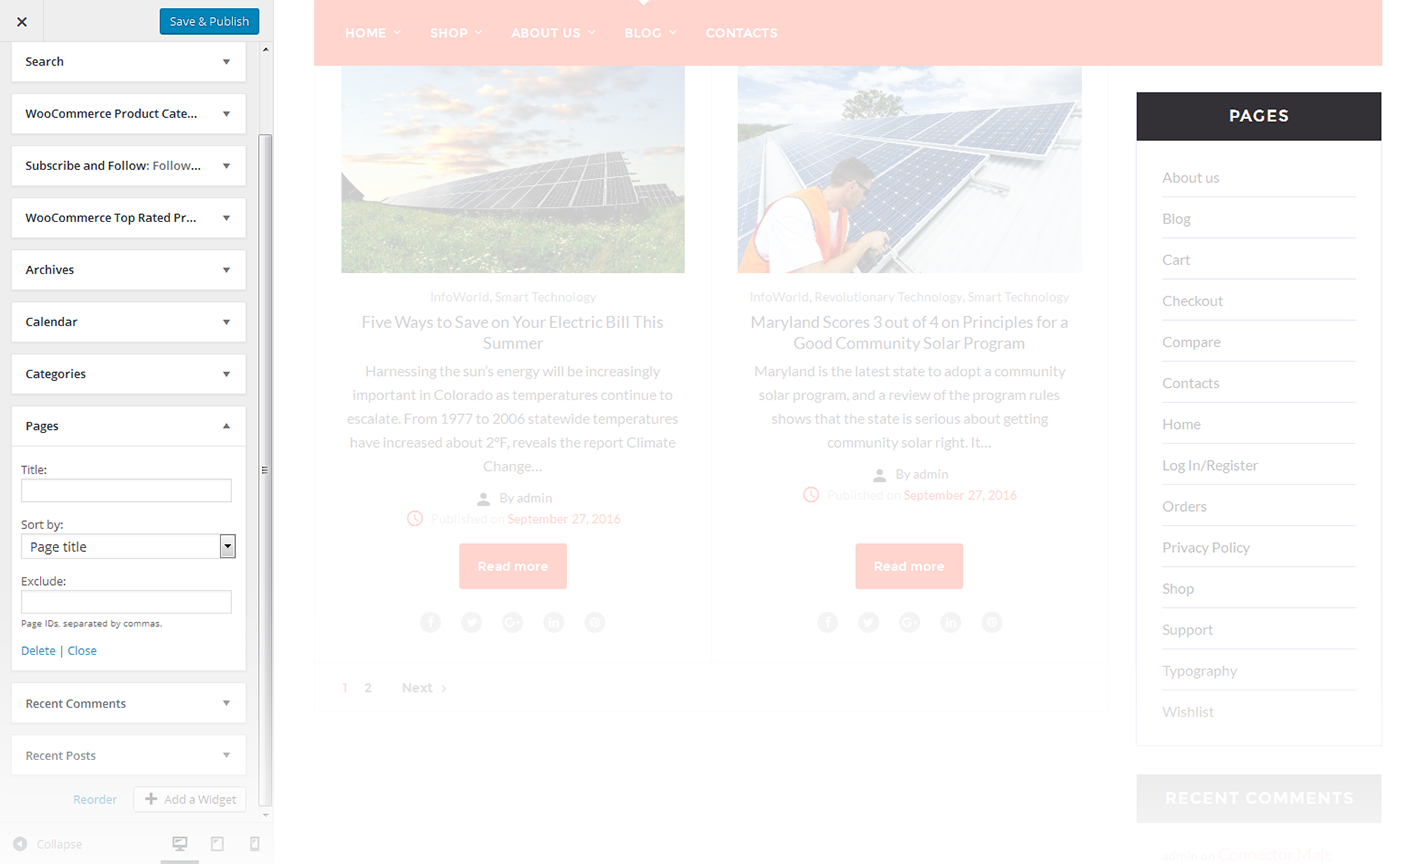 Save & Publish
Search
WooCommerce Product Cate...
Subscribe and Follow: Follow...
WooCommerce Top Rated Pr...
Archives
Calendar
Categories
Pages
Title:
Sort by:
Page title
Exclude:
Page IDs, separated by commas.
Delete | Close
Recent Comments
Recent Posts
Reorder
Add a Widget
Collapse
HOME SHOP ABOUT US BLOG CONTACTS
InfoWorld, Smart Technology
Five Ways to Save on Your Electric Bill This
Summer
Harnessing the sun's energy will be increasingly
important in Colorado as temperatures continue to
escalate. From 1977 to 2006 statewide temperatures
have increased about 2°F, reveals the report Climate
Change...
By admin
Published on September 27, 2016
Read more
InfoWorld, Revolutionary Technology, Smart Technology
Maryland Scores 3 out of 4 on Principles for a
Good Community Solar Program
Maryland is the latest state to adopt a community
solar program, and a review of the program rules
shows that the state is serious about getting
community solar right. It...
By admin
Published on September 27, 2016
Read more
1 2 Next
PAGES
About us
Blog
Cart
Checkout
Compare
Contacts
Home
Log In/Register
Orders
Privacy Policy
Shop
Support
Typography
Wishlist
RECENT COMMENTS
admin on Connector Male